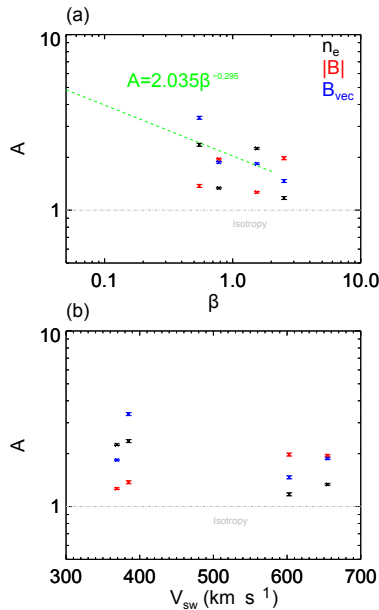 (a)
n_e
|B|
B_vec
A=2.035β^-0.295
10
1
A
Isotropy
0.1 1.0 10.0
β
(b)
10
1
A
Isotropy
300 400 500 600 700
V_sw (km s^-1)